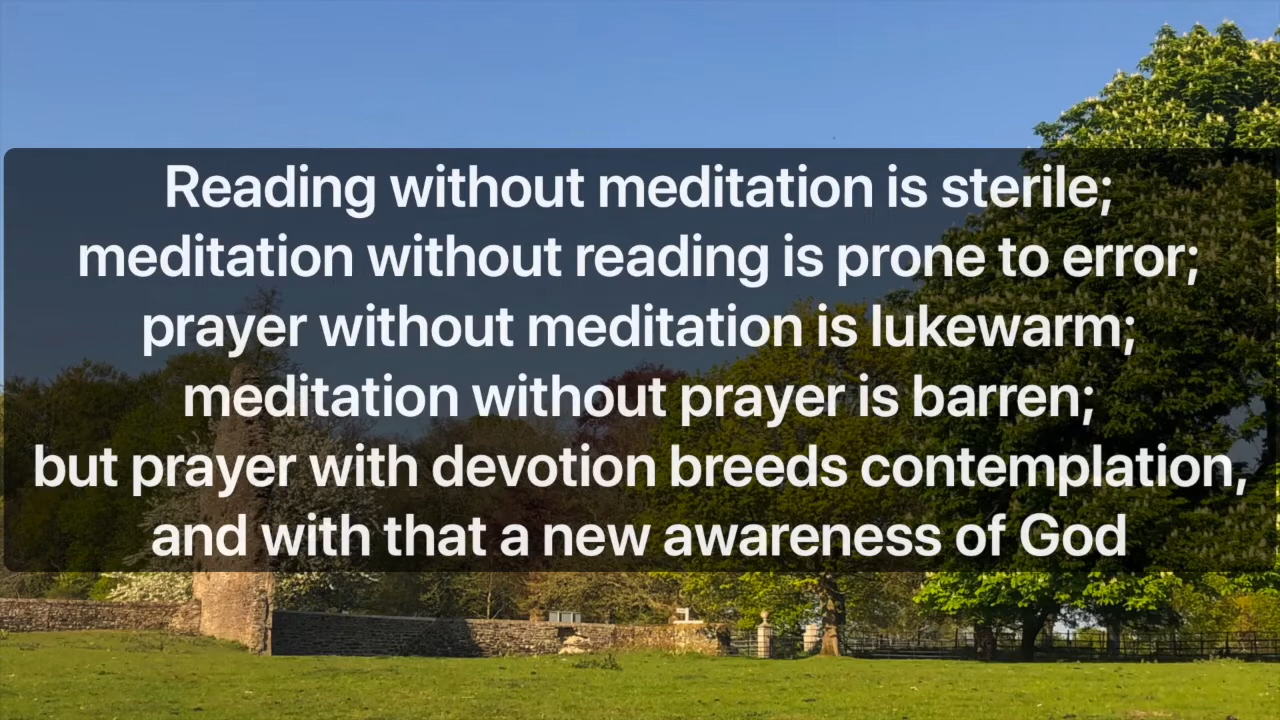 Reading without meditation is sterile;
meditation without reading is prone to error;
prayer without meditation is lukewarm;
meditation without prayer is barren;
but prayer with devotion breeds contemplation,
and with that a new awareness of God